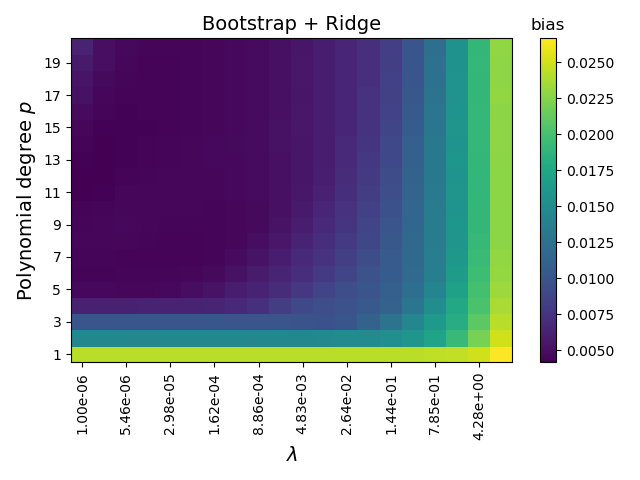 Bootstrap + Ridge
bias
Polynomial degree p
19
17
15
13
11
9
7
5
3
1
1.00e-06
5.46e-06
2.98e-05
1.62e-04
8.86e-04
4.83e-03
2.64e-02
1.44e-01
7.85e-01
4.28e+00
λ
0.0250
0.0225
0.0200
0.0175
0.0150
0.0125
0.0100
0.0075
0.0050